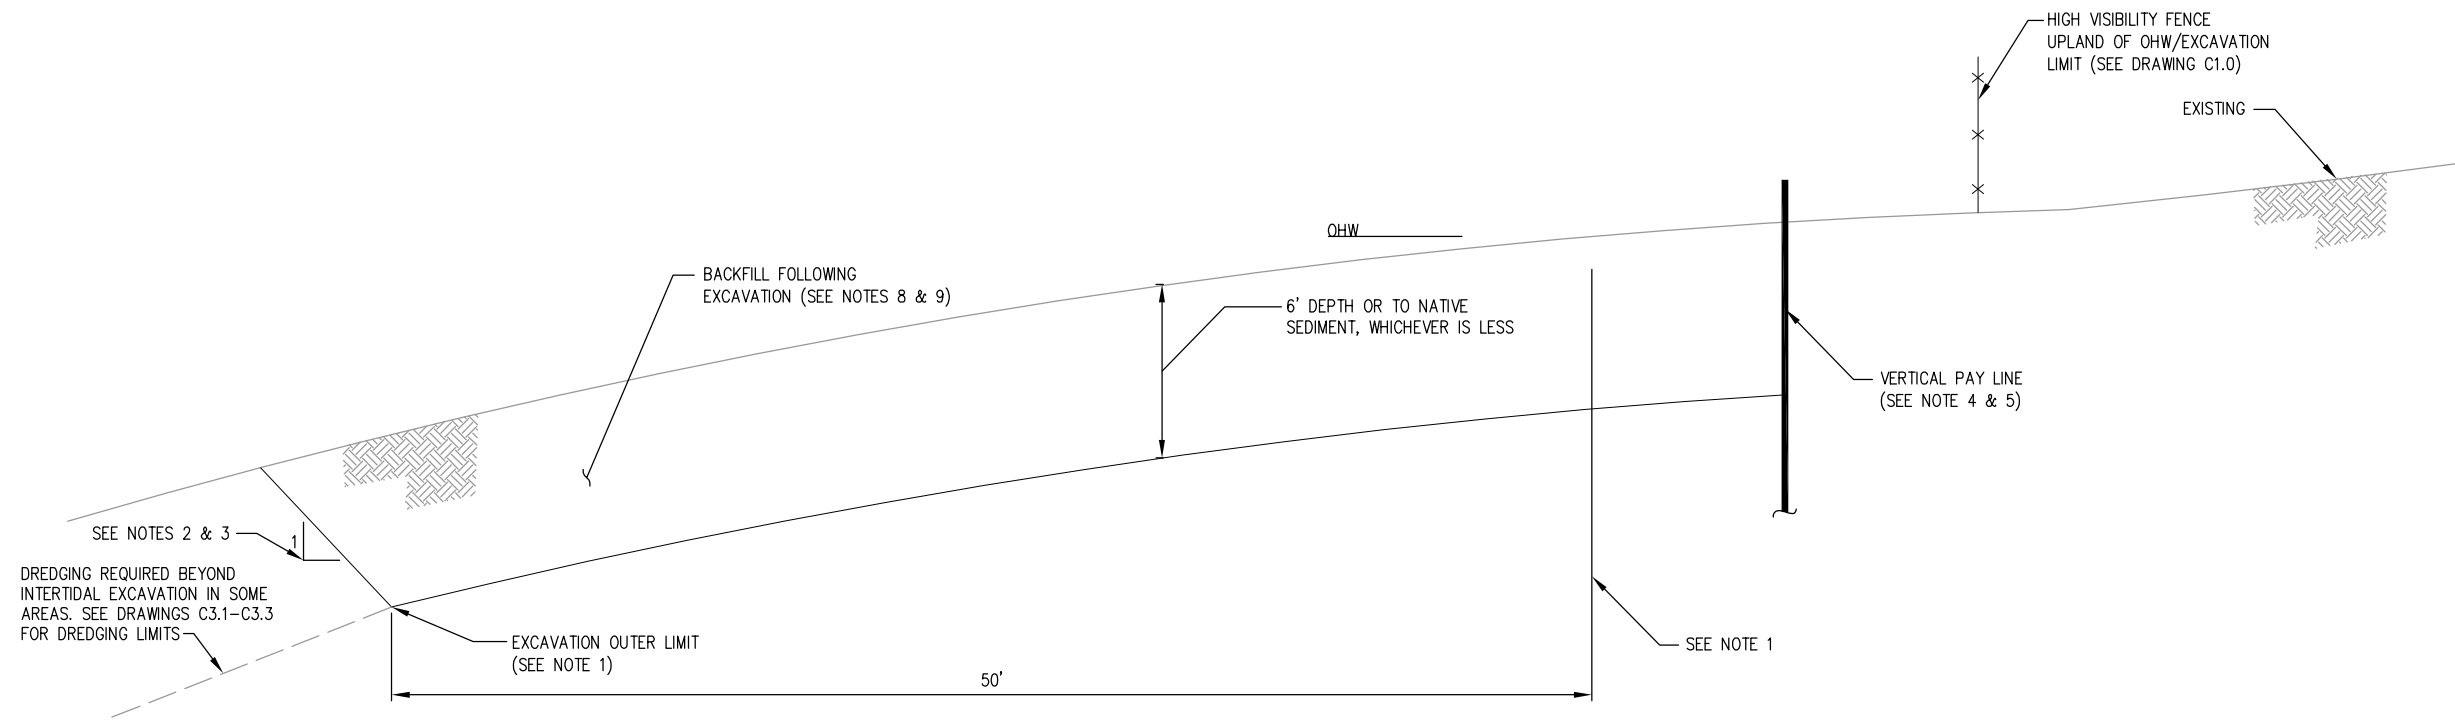 HIGH VISIBILITY FENCE
UPLAND OF OHW/EXCAVATION
LIMIT (SEE DRAWING C1.0)
EXISTING
OHW
BACKFILL FOLLOWING
EXCAVATION (SEE NOTES 8 & 9)
6' DEPTH OR TO NATIVE
SEDIMENT, WHICHEVER IS LESS
VERTICAL PAY LINE
(SEE NOTE 4 & 5)
SEE NOTES 2 & 3
1
DREDGING REQUIRED BEYOND
INTERTIDAL EXCAVATION IN SOME
AREAS. SEE DRAWINGS C3.1-C3.3
FOR DREDGING LIMITS
EXCAVATION OUTER LIMIT
(SEE NOTE 1)
SEE NOTE 1
50'